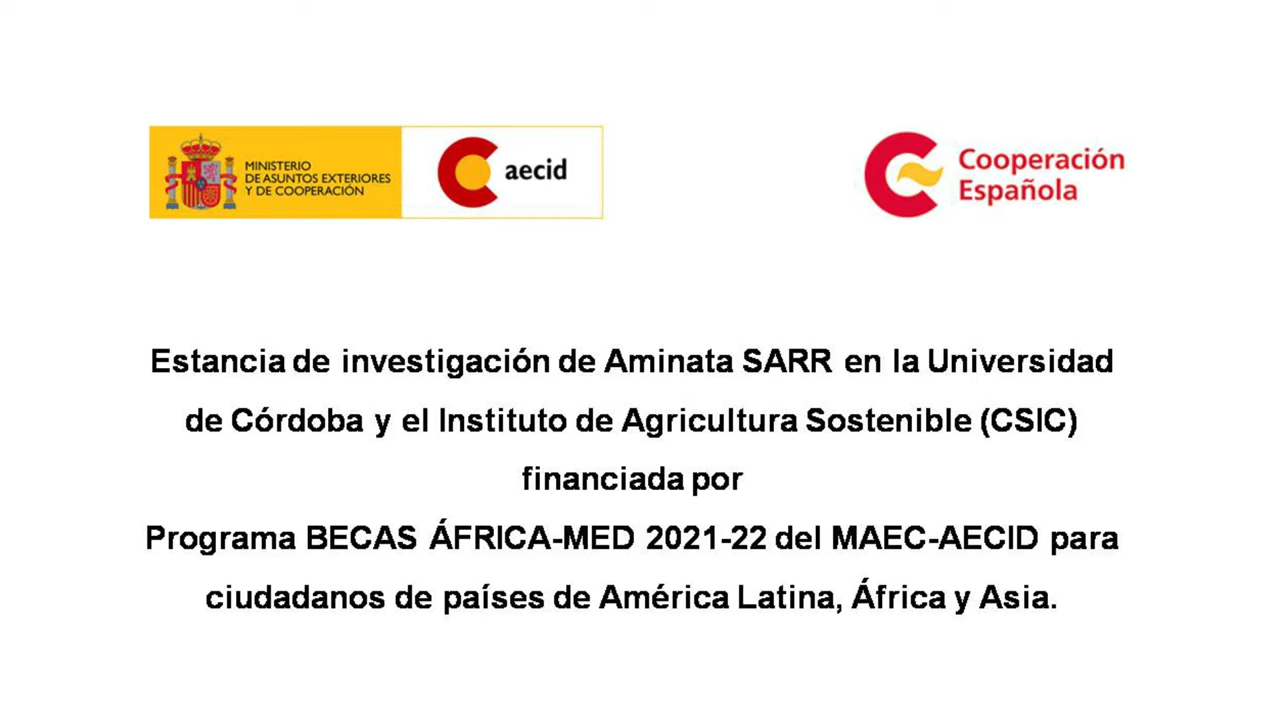 MINISTERIO
DE ASUNTOS EXTERIORES
Y DE COOPERACIÓN
aecid
Cooperación
Española
Estancia de investigación de Aminata SARR en la Universidad
de Córdoba y el Instituto de Agricultura Sostenible (CSIC)
financiada por
Programa BECAS ÁFRICA-MED 2021-22 del MAEC-AECID para
ciudadanos de países de América Latina, África y Asia.